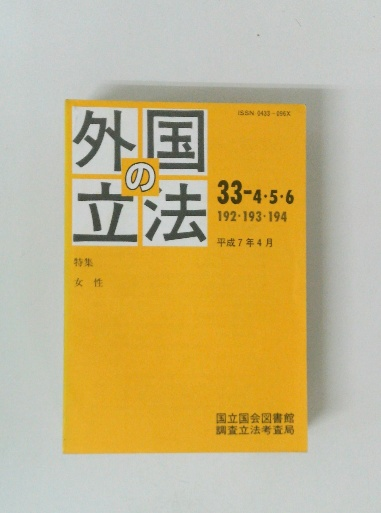 ISSN 0433-096X
外国の立法
33-4・5・6
192・193・194
平成7年4月
特集
女性
国立国会図書館
調査立法考査局